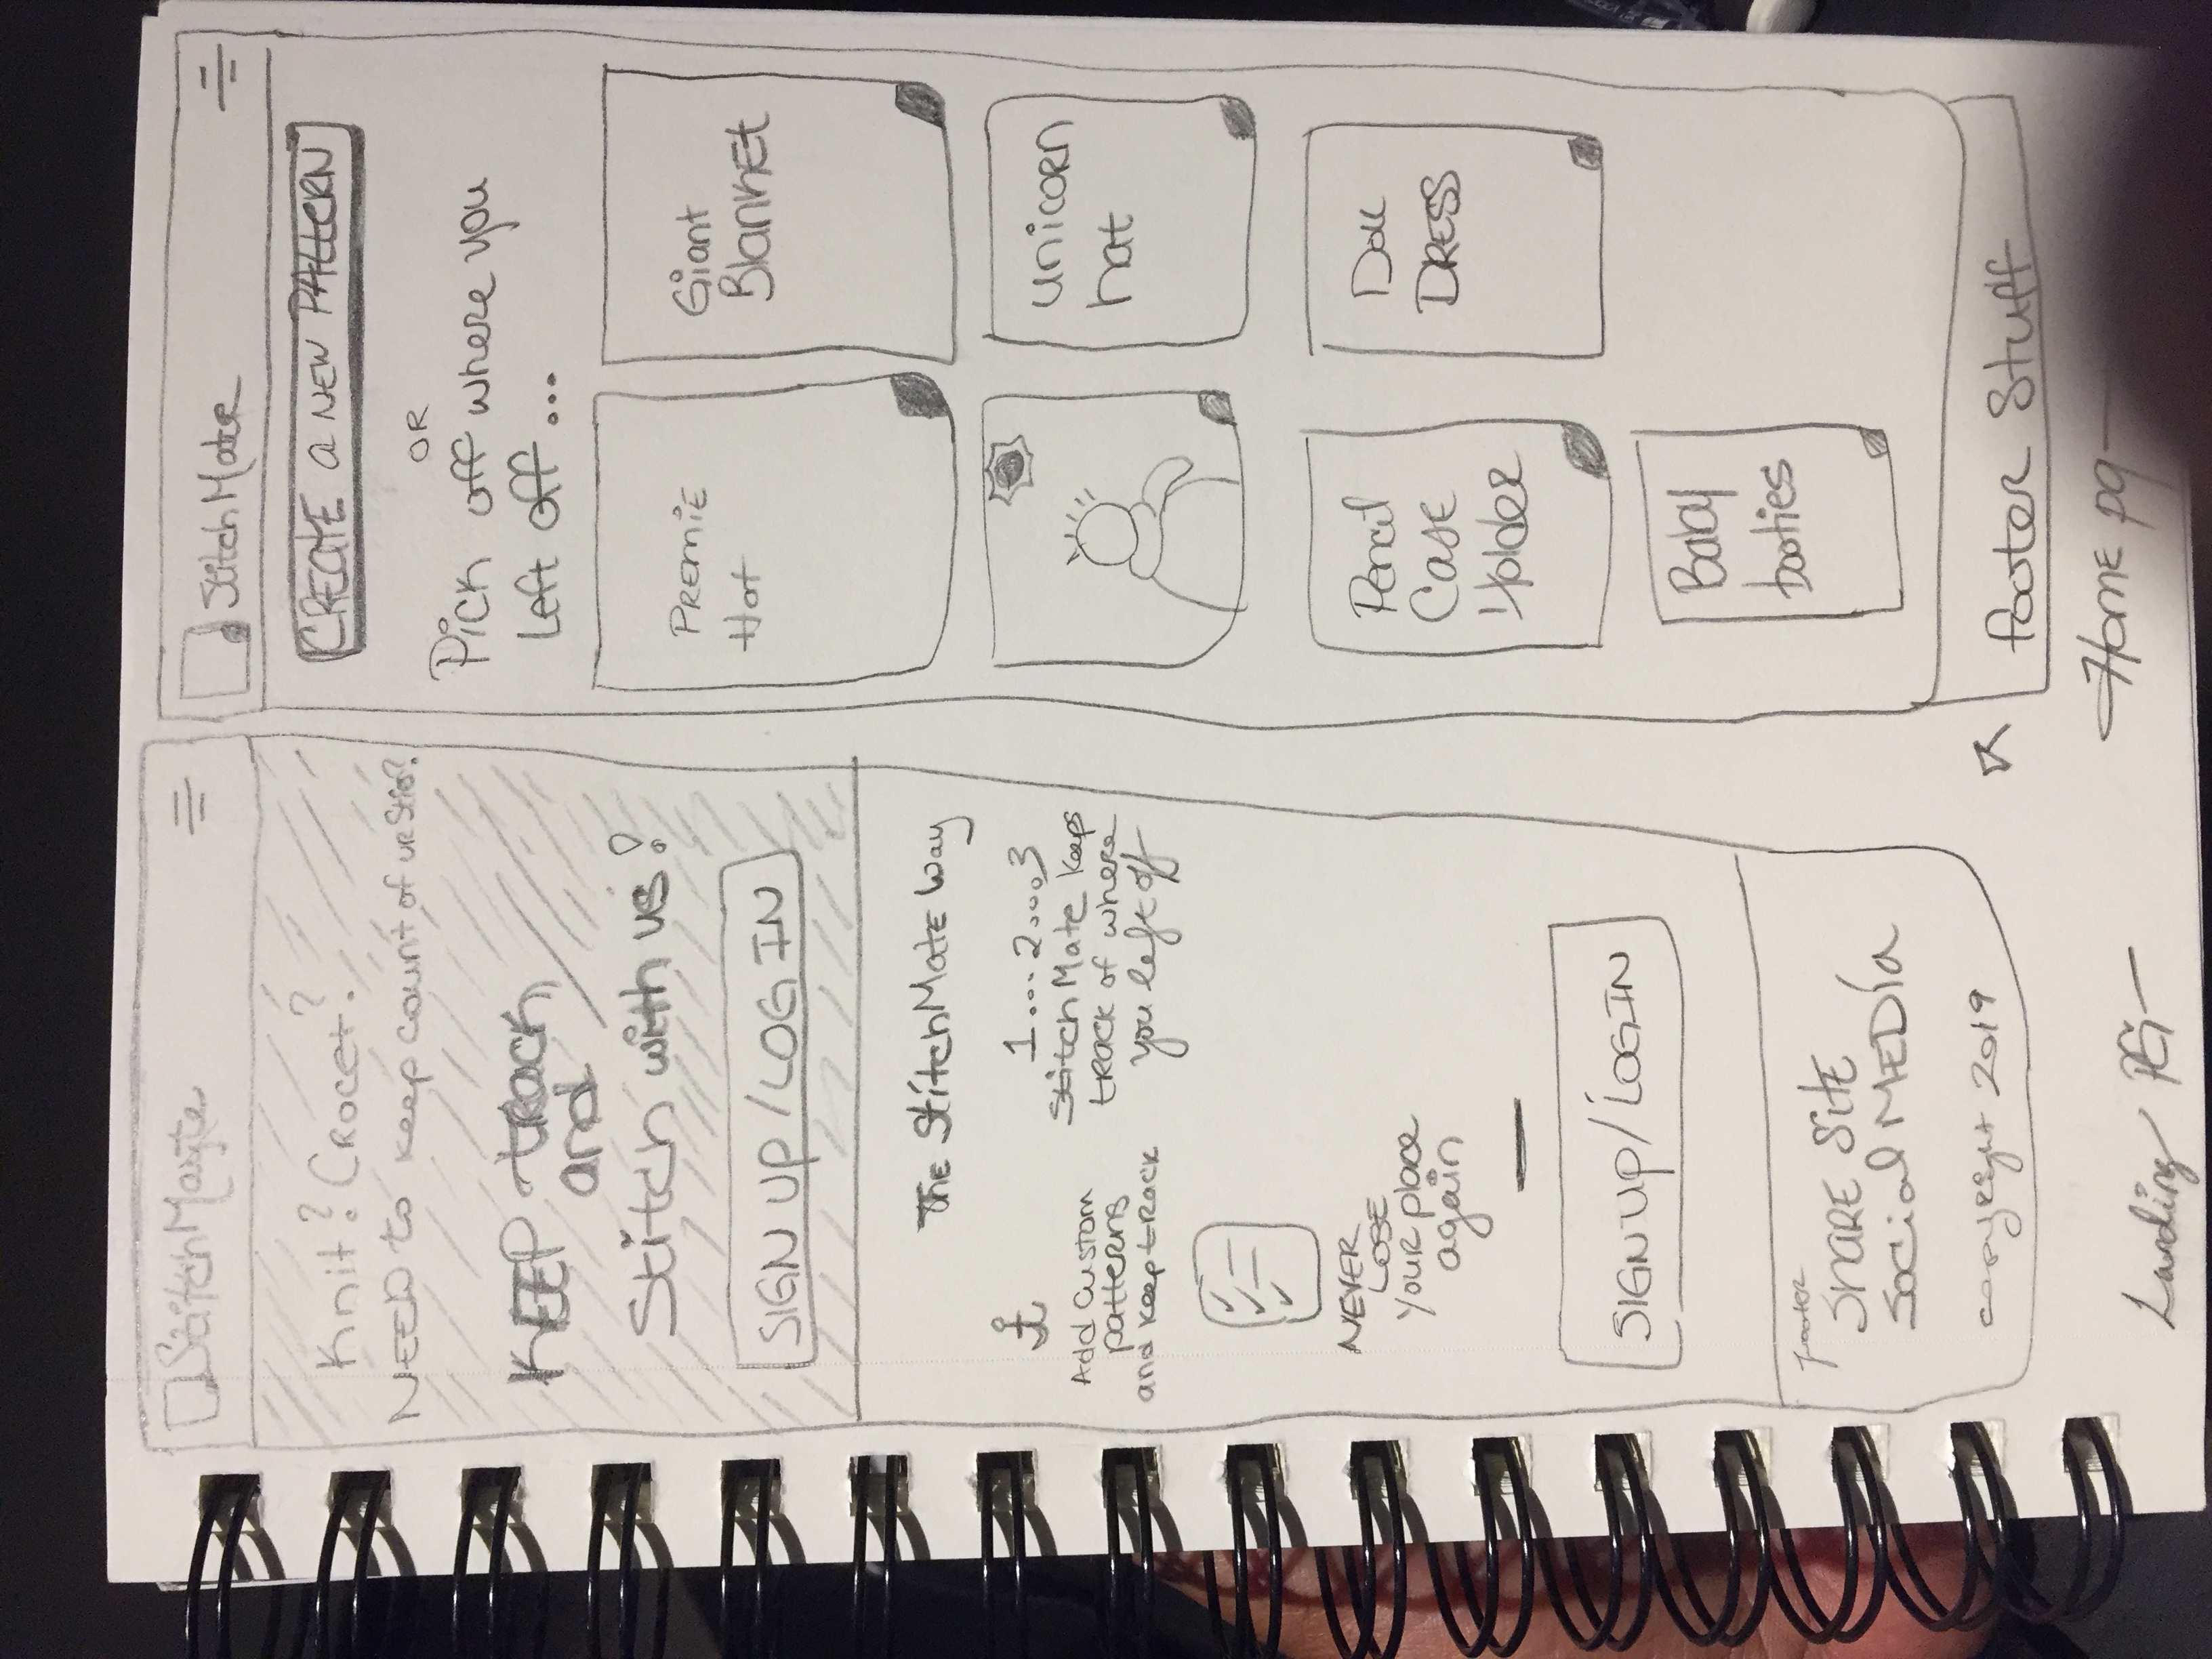 StitchMate
Knit? Crocet?
NEED to keep count of ur
KEEP track
and
Stitch with us!
SIGN UP/LOG IN
The StitchMate Way
Add Custom
patterns
and keep track
1...2...3
StitchMate keeps
track of where
you left off
NEVER
LOSE
Your place
again
SIGN UP/LOGIN
footer
SHARE SITE
Social MEDIA
copyright 2019
Landing PG
StitchMate
CREATE a NEW PATTERN
OR
Pick off where you
Left off...
PREMIE
Hat
Giant
Blanket
unicorn
hat
Pencil
Case
Holder
Doll
DRESS
Baby
booties
footer Stuff
Home pg